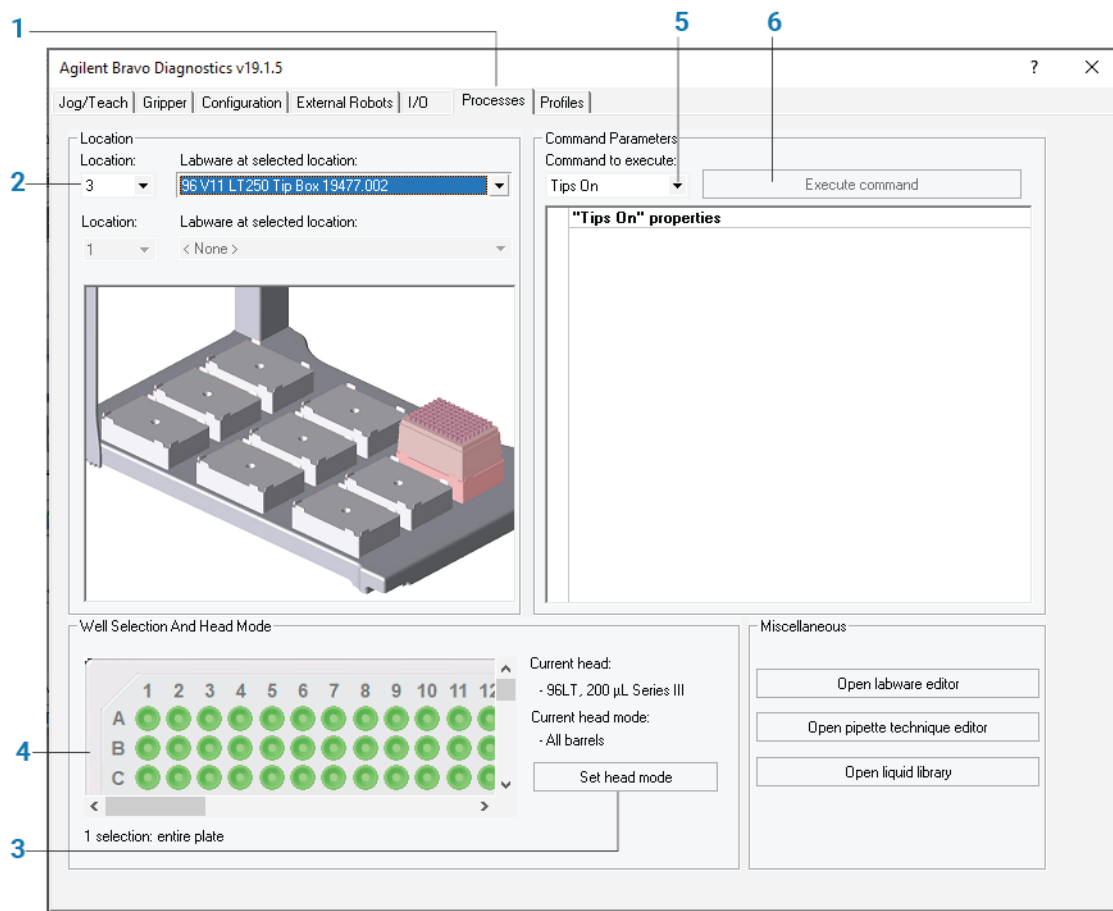 1
5
6
Agilent Bravo Diagnostics v19.1.5
?
Jog/Teach
Gripper
Configuration
External Robots
I/O
Processes
Profiles
Location
Location:
Labware at selected location:
2
3
96 V11 LT250 Tip Box 19477.002
Location:
Labware at selected location:
1
< None >
Command Parameters
Command to execute:
Tips On
Execute command
"Tips On" properties
Well Selection And Head Mode
1 2 3 4 5 6 7 8 9 10 11 12
A
B
C
4
1 selection: entire plate
3
Current head:
- 96LT, 200 µL Series III
Current head mode:
- All barrels
Set head mode
Miscellaneous
Open labware editor
Open pipette technique editor
Open liquid library